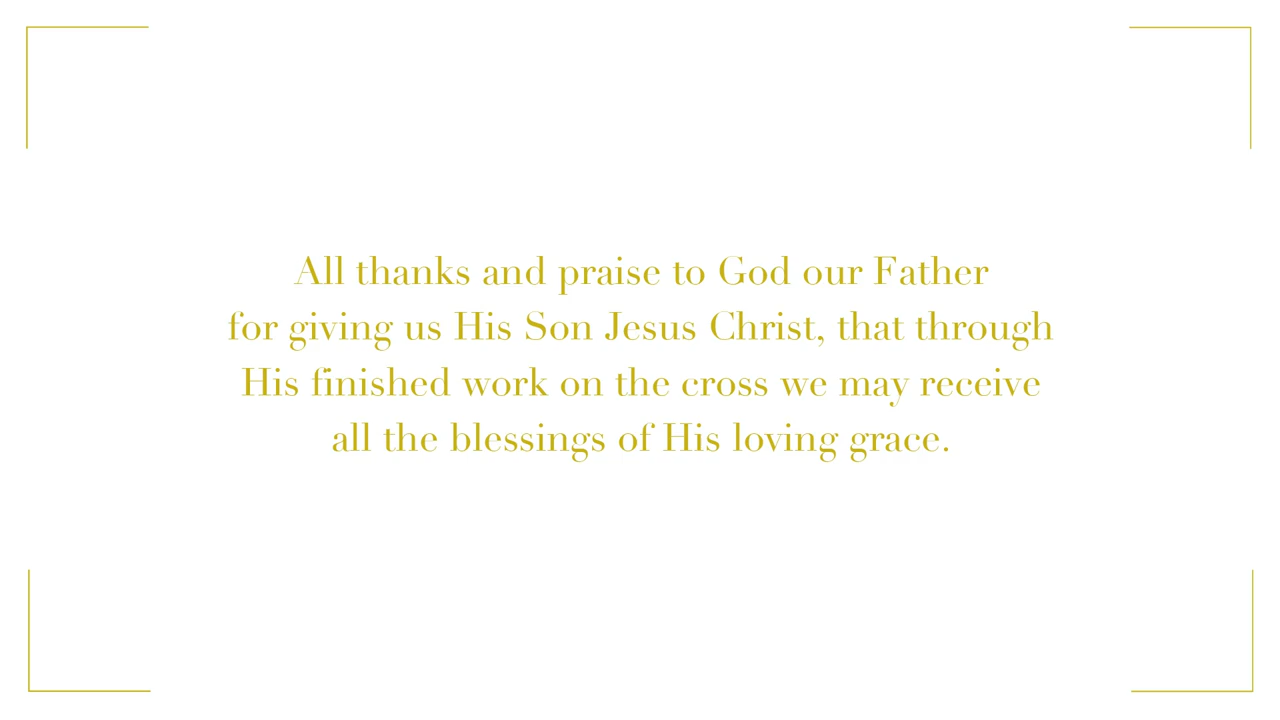 All thanks and praise to God our Father
for giving us His Son Jesus Christ, that through
His finished work on the cross we may receive
all the blessings of His loving grace.